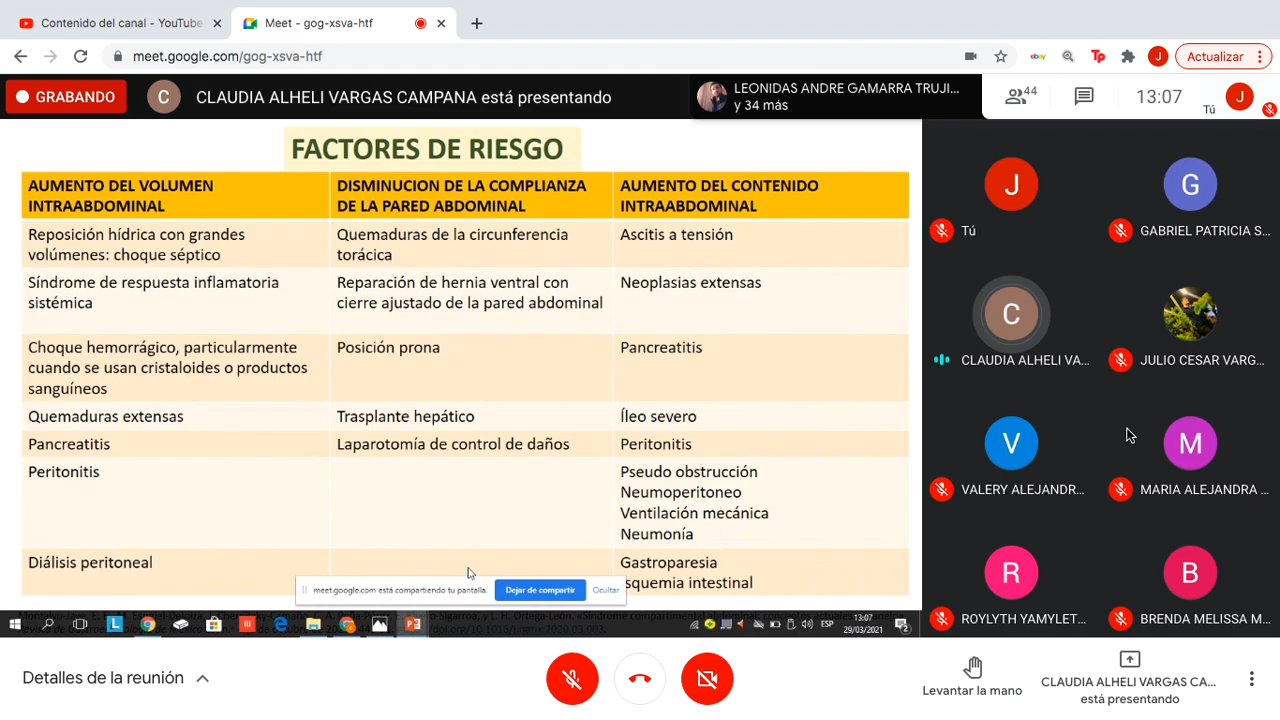 Contenido del canal - YouTube
Meet - gog-xsva-htf
meet.google.com/gog-xsva-htf
ebay
Tp
J
Actualizar
GRABANDO
C
CLAUDIA ALHELI VARGAS CAMPANA está presentando
LEONIDAS ANDRE GAMARRA TRUJI...
y 34 más
44
13:07
Tú
J
FACTORES DE RIESGO
AUMENTO DEL VOLUMEN
INTRAABDOMINAL
DISMINUCION DE LA COMPLIANZA
DE LA PARED ABDOMINAL
AUMENTO DEL CONTENIDO
INTRAABDOMINAL
Reposición hídrica con grandes
volúmenes: choque séptico
Quemaduras de la circunferencia
torácica
Ascitis a tensión
Síndrome de respuesta inflamatoria
sistémica
Reparación de hernia ventral con
cierre ajustado de la pared abdominal
Neoplasias extensas
Choque hemorrágico, particularmente
cuando se usan cristaloides o productos
sanguíneos
Posición prona
Pancreatitis
Quemaduras extensas
Trasplante hepático
Íleo severo
Pancreatitis
Laparotomía de control de daños
Peritonitis
Peritonitis
Pseudo obstrucción
Neumoperitoneo
Ventilación mecánica
Neumonía
Diálisis peritoneal
Gastroparesia
squemia intestinal
meet.google.com está compartiendo tu pantalla.
Dejar de compartir
Ocultar
ESP
13:07
29/03/2021
2
J
Tú
G
GABRIEL PATRICIA S...
C
CLAUDIA ALHELI VA...
JULIO CESAR VARG...
V
VALERY ALEJANDR...
M
MARIA ALEJANDRA ...
R
ROYLYTH YAMYLET...
B
BRENDA MELISSA M...
Detalles de la reunión
Levantar la mano
CLAUDIA ALHELI VARGAS CA...
está presentando